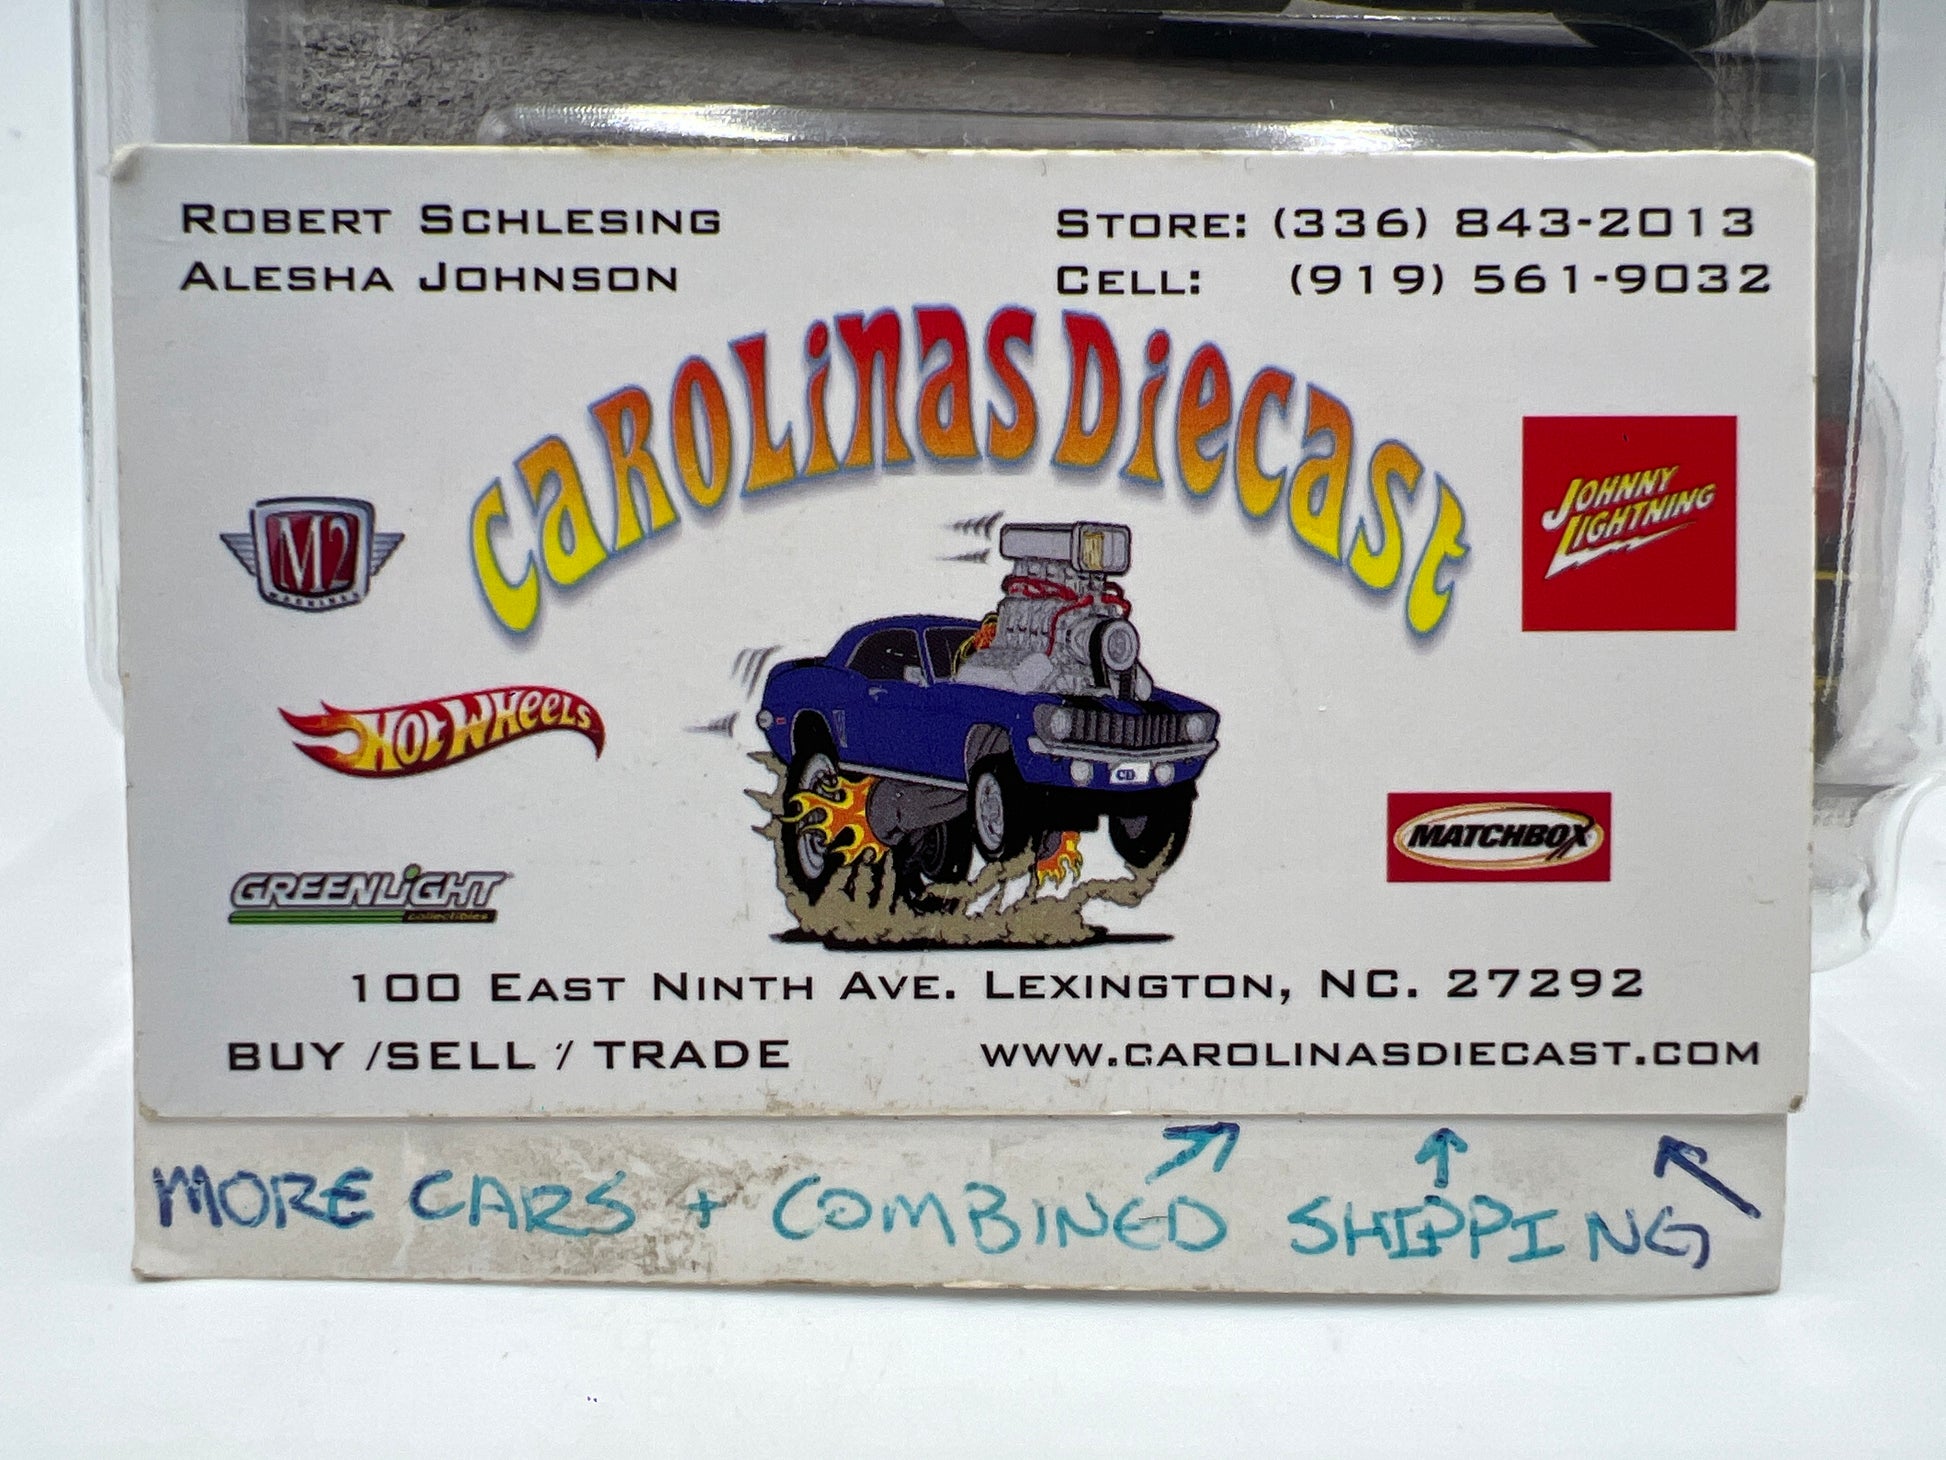 ROBERT SCHLESING
ALESHA JOHNSON
STORE: (336) 843-2013
CELL: (919) 561-9032
CAROLINAS DIECAST
M2
MACHINES
JOHNNY
LIGHTNING
HOT WHEELS
CD
MATCHBOX
GREENLIGHT
collectibles
100 EAST NINTH AVE. LEXINGTON, NC. 27292
BUY /SELL / TRADE
WWW.CAROLINASDIECAST.COM
MORE CARS + COMBINED SHIPPING